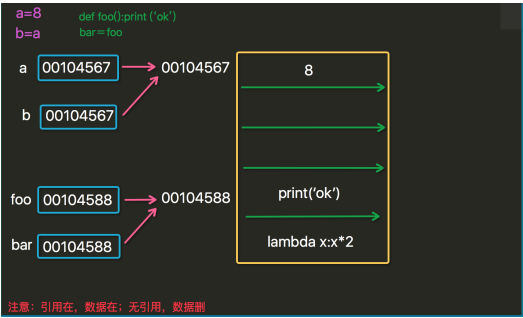 a=8
def foo():print ('ok')
b=a
bar=foo
a 00104567 00104567 8
b 00104567
foo 00104588 00104588 print('ok')
bar 00104588 lambda x:x*2
注意：引用在，数据在；无引用，数据删